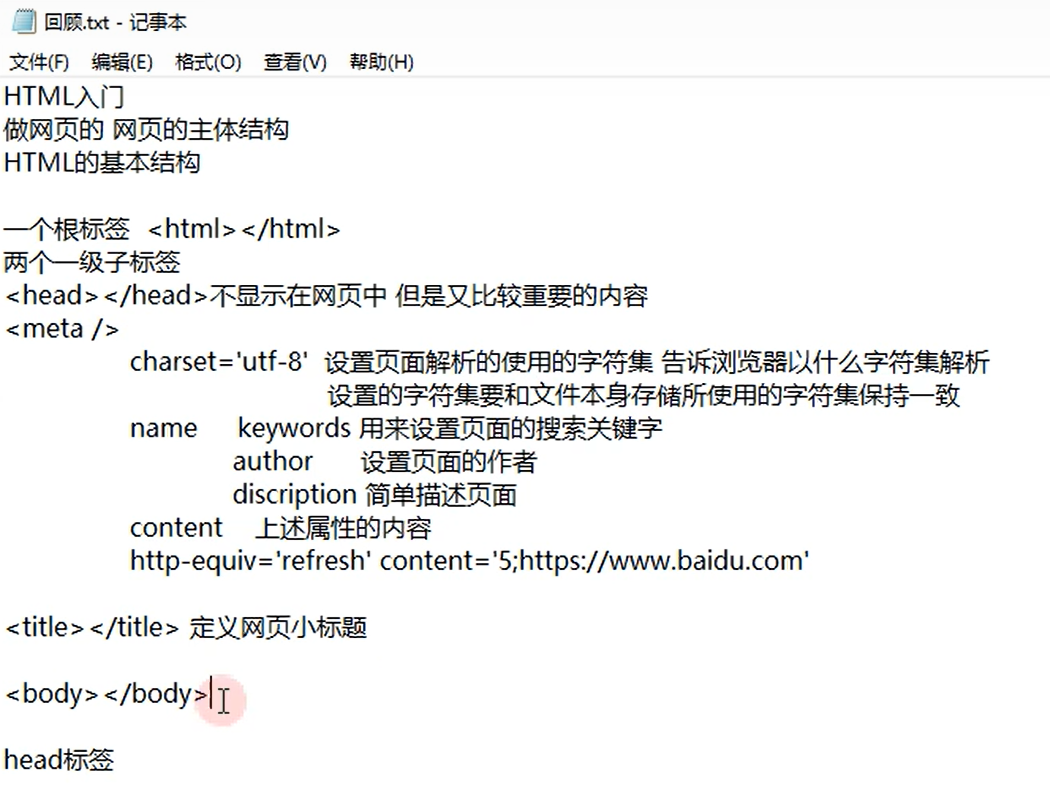 回顾.txt - 记事本
文件(F) 编辑(E) 格式(O) 查看(V) 帮助(H)
HTML入门
做网页的 网页的主体结构
HTML的基本结构
一个根标签 <html></html>
两个一级子标签
<head></head>不显示在网页中 但是又比较重要的内容
<meta />
charset='utf-8' 设置页面解析的使用的字符集 告诉浏览器以什么字符集解析
设置的字符集要和文件本身存储所使用的字符集保持一致
name keywords 用来设置页面的搜索关键字
author 设置页面的作者
discription 简单描述页面
content 上述属性的内容
http-equiv='refresh' content='5;https://www.baidu.com'
<title></title> 定义网页小标题
<body></body>
head标签